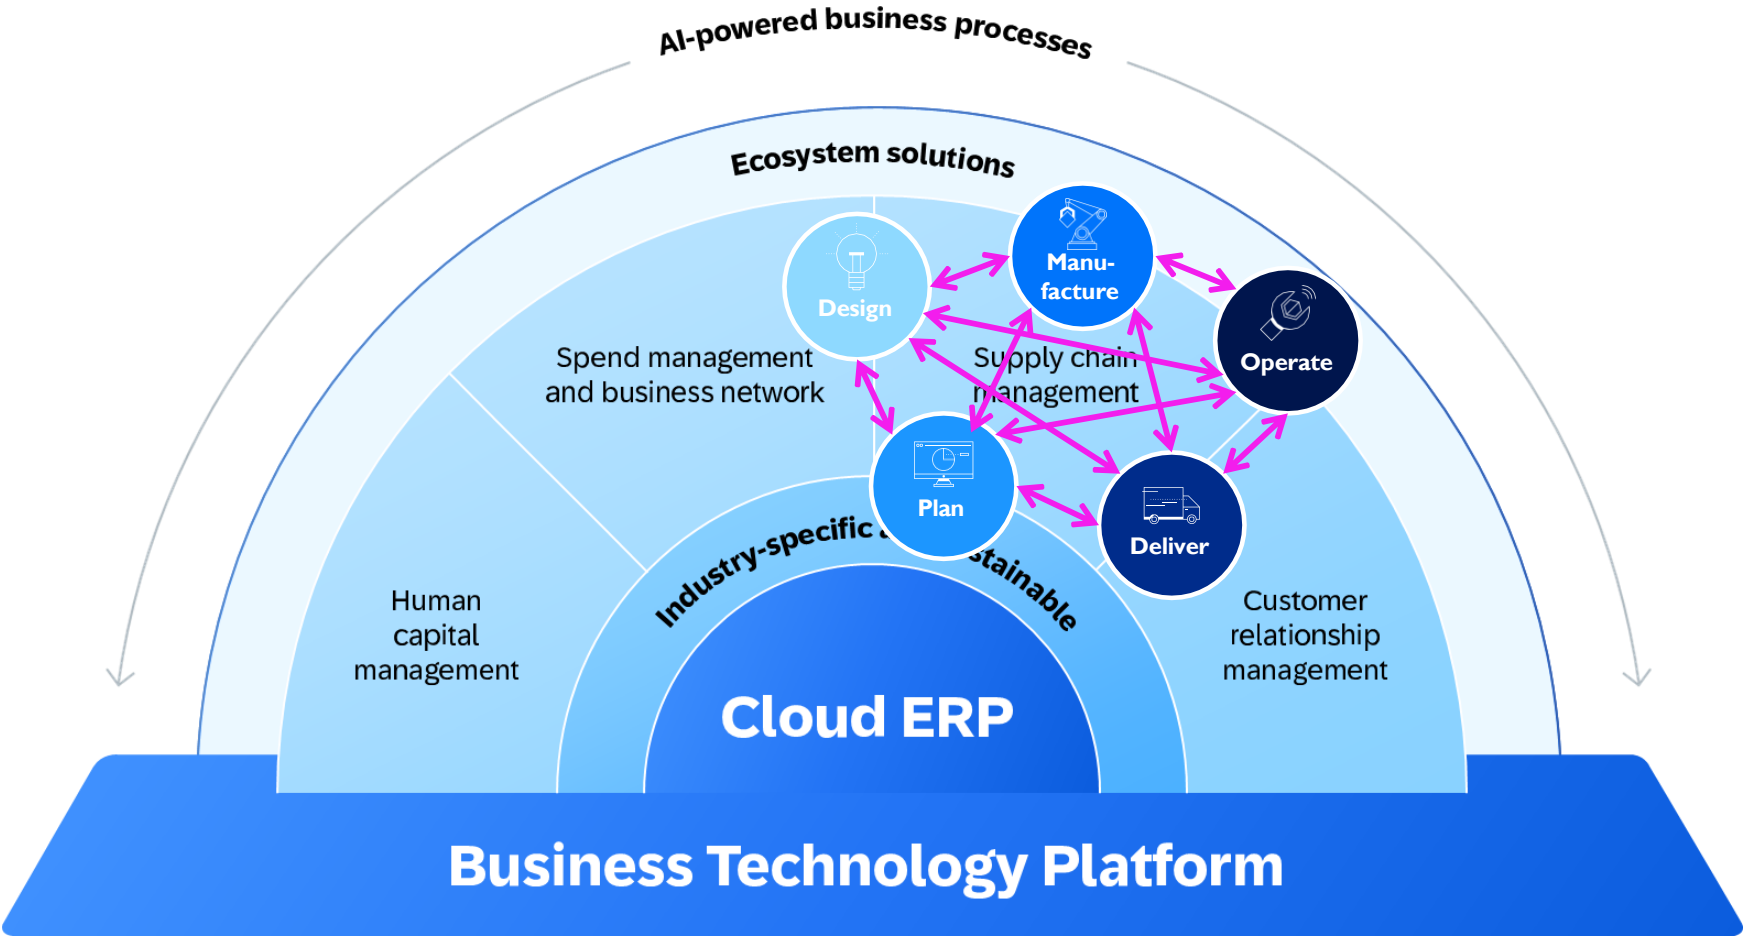 AI-powered business processes
Ecosystem solutions
Design
Manu-
facture
Operate
Plan
Deliver
Spend management
and business network
Supply chain
management
Human
capital
management
Customer
relationship
management
Industry-specific
Cloud ERP
Business Technology Platform